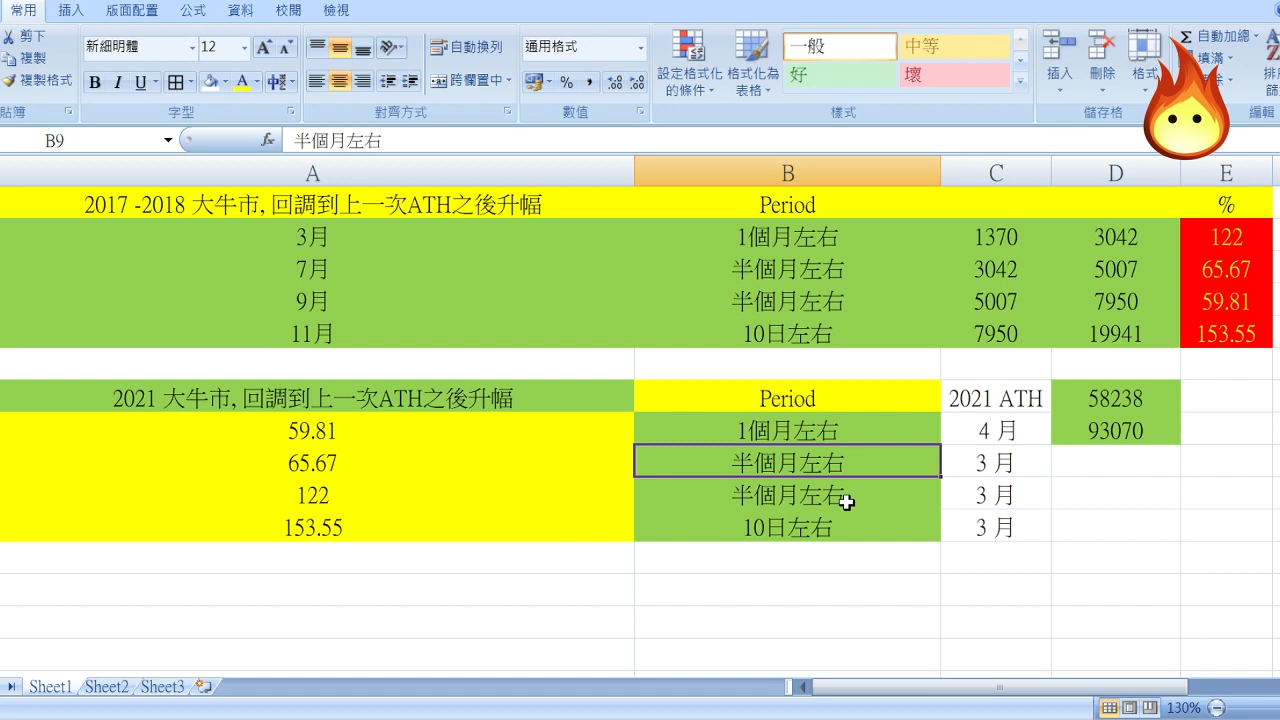 常用 插入 版面配置 公式 資料 校閱 檢視
剪下 新細明體 12 自動換列 通用格式 一般 中等 自動加總
複製 設定格式化 格式化為 插入 刪除 格式 填滿
複製格式 B I U 中 跨欄置中 % , .00 好 壞 的條件 表格
貼簿 字型 對齊方式 數值 樣式 儲存格 編輯
B9 fx 半個月左右
A B C D E
2017 -2018 大牛市, 回調到上一次ATH之後升幅 Period %
3月 1個月左右 1370 3042 122
7月 半個月左右 3042 5007 65.67
9月 半個月左右 5007 7950 59.81
11月 10日左右 7950 19941 153.55
2021 大牛市, 回調到上一次ATH之後升幅 Period 2021 ATH 58238
59.81 1個月左右 4 月 93070
65.67 半個月左右 3 月
122 半個月左右 3 月
153.55 10日左右 3 月
Sheet1 Sheet2 Sheet3
130%